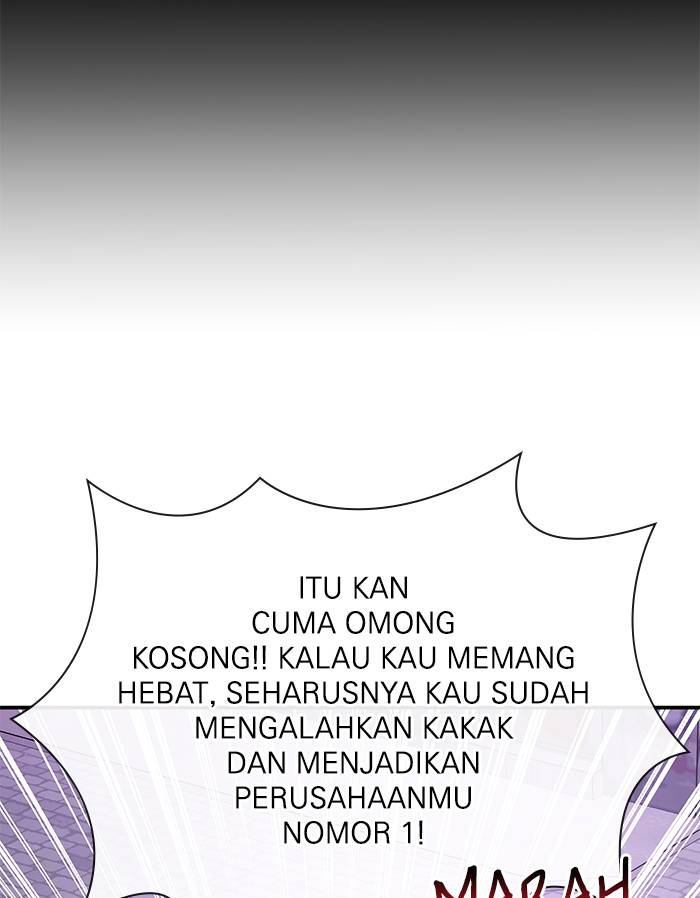 ITU KAN
CUMA OMONG
KOSONG!! KALAU KAU MEMANG
HEBAT, SEHARUSNYA KAU SUDAH
MENGALAHKAN KAKAK
DAN MENJADIKAN
PERUSAHAANMU
NOMOR 1!
MARAH